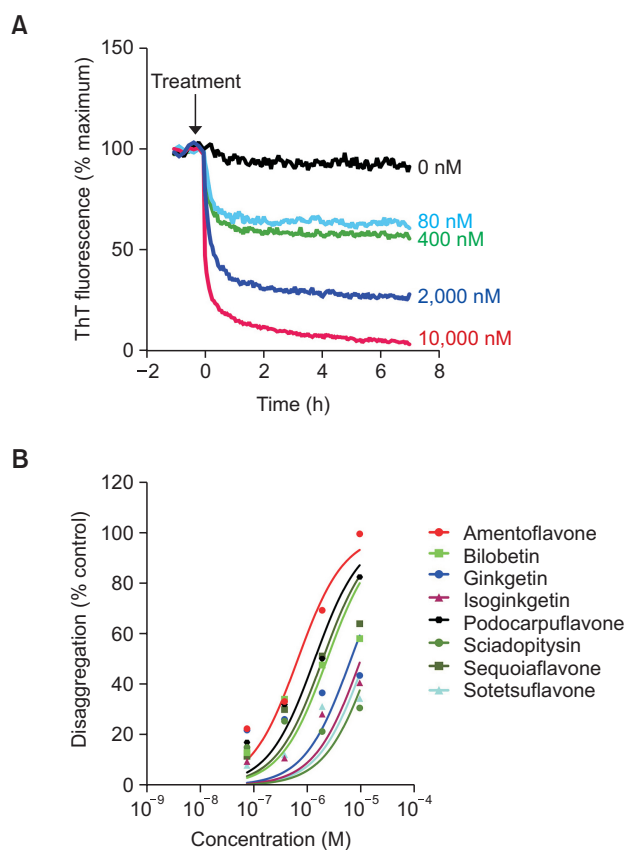 A
150
100
50
0
ThT fluorescence (% maximum)
Treatment
0 nM
80 nM
400 nM
2,000 nM
10,000 nM
−2 0 2 4 6 8
Time (h)
B
120
100
80
60
40
20
0
Disaggregation (% control)
10⁻⁹ 10⁻⁸ 10⁻⁷ 10⁻⁶ 10⁻⁵ 10⁻⁴
Concentration (M)
Amentoflavone
Bilobetin
Ginkgetin
Isoginkgetin
Podocarpuflavone
Sciadopitysin
Sequoiaflavone
Sotetsuflavone